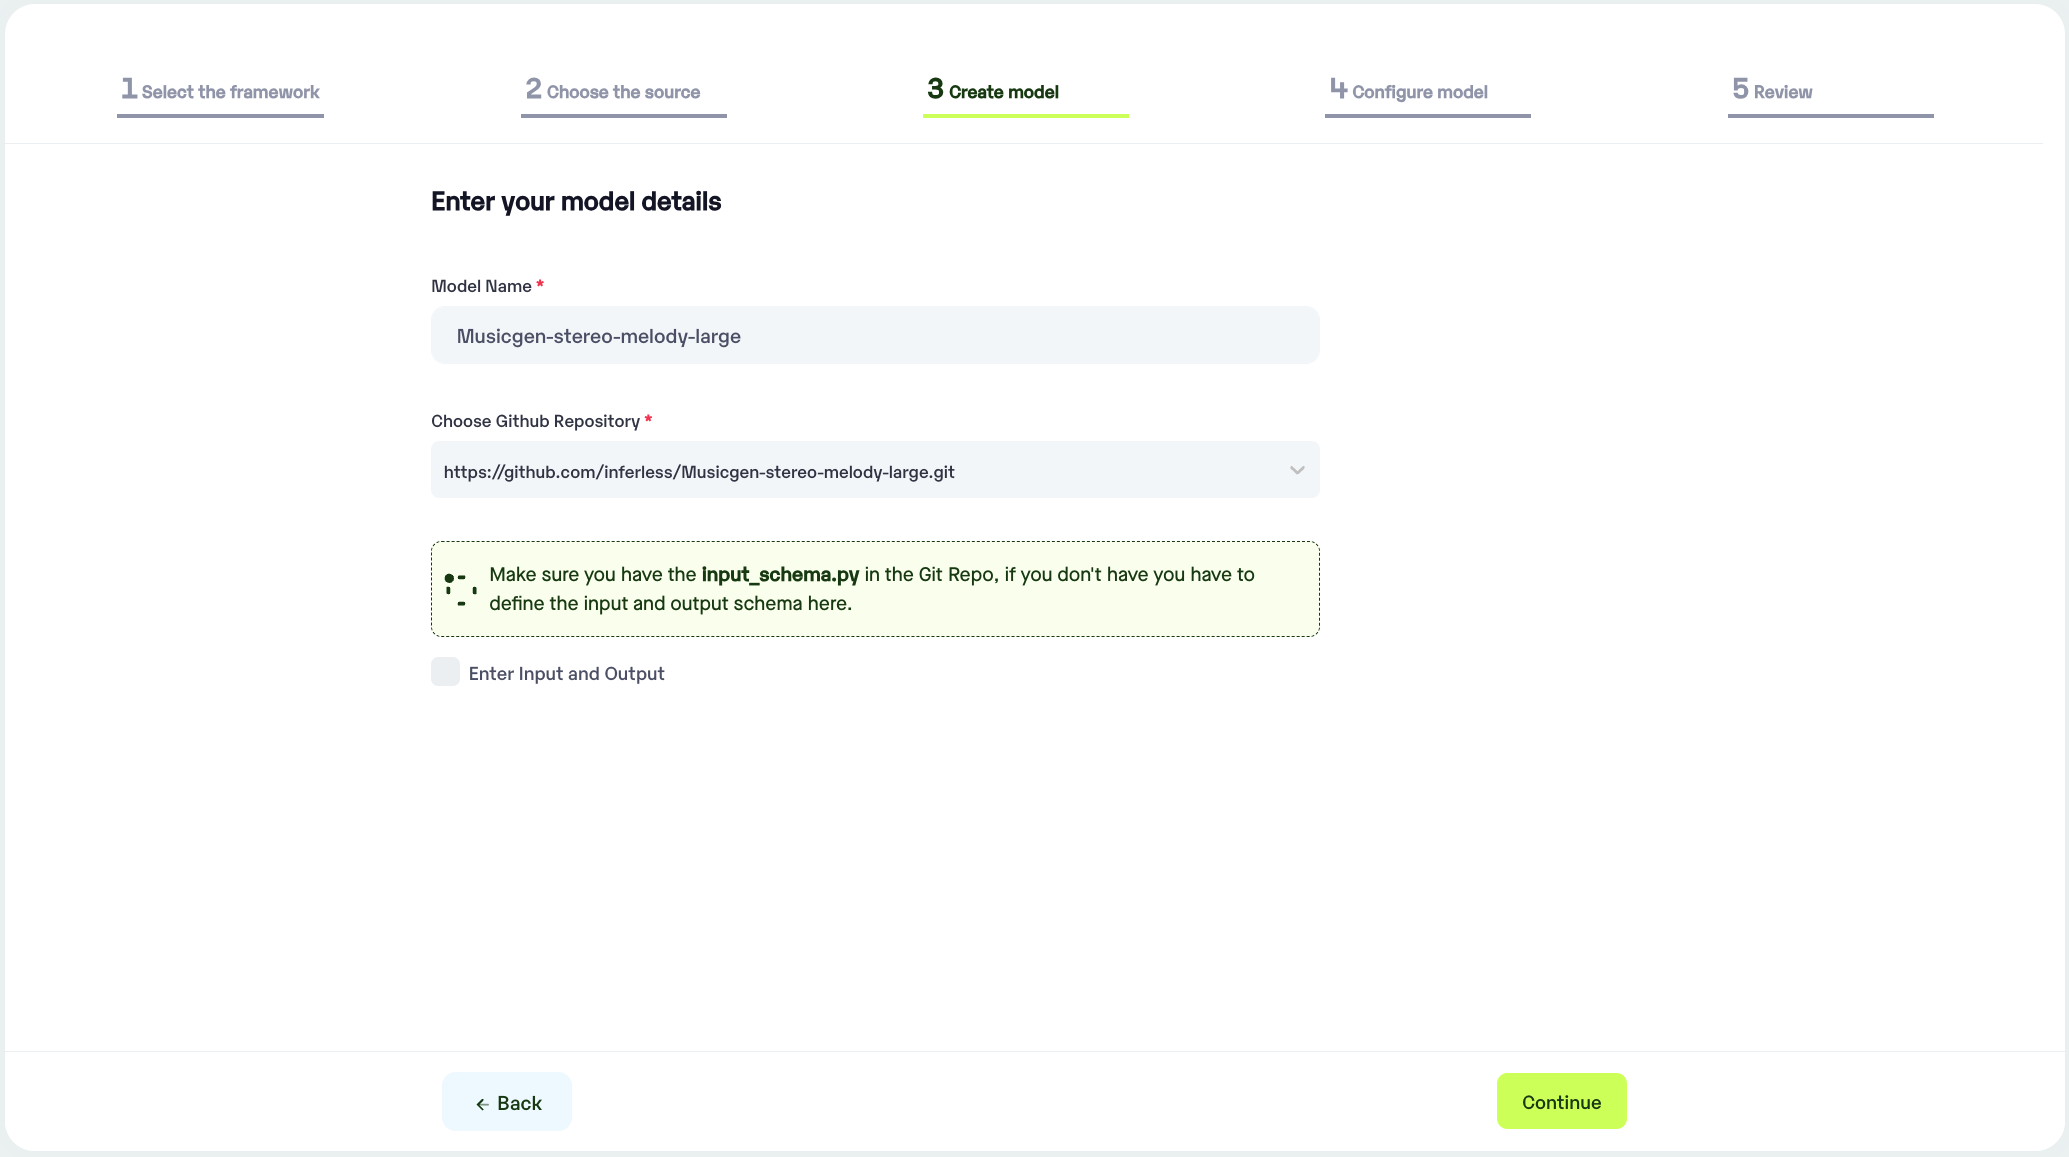 1 Select the framework
2 Choose the source
3 Create model
4 Configure model
5 Review
Enter your model details
Model Name *
Musicgen-stereo-melody-large
Choose Github Repository *
https://github.com/inferless/Musicgen-stereo-melody-large.git
Make sure you have the input_schema.py in the Git Repo, if you don't have you have to
define the input and output schema here.
Enter Input and Output
← Back
Continue